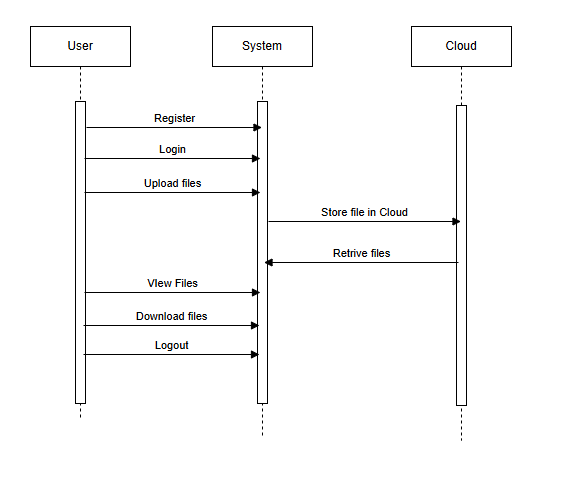 User
System
Cloud
Register
Login
Upload files
Store file in Cloud
Retrive files
VIew Files
Download files
Logout